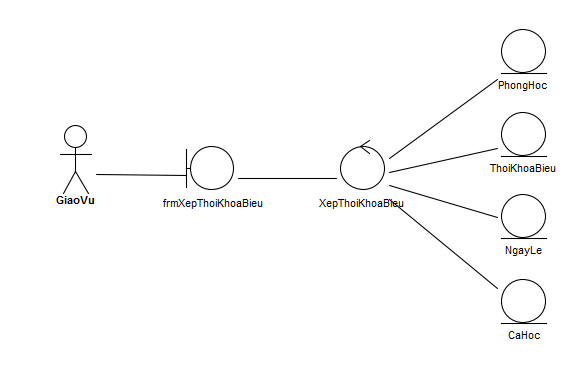 PhongHoc
ThoiKhoaBieu
GiaoVu
frmXepThoiKhoaBieu
XepThoiKhoaBieu
NgayLe
CaHoc